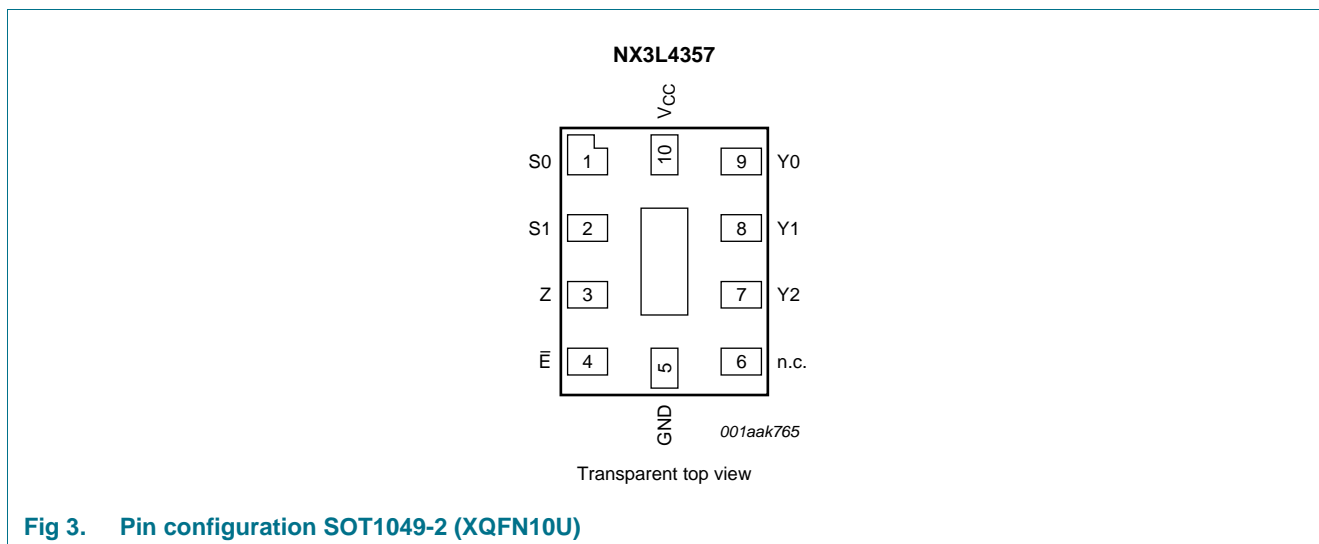 NX3L4357
VCC
S0 1 10 9 Y0
S1 2 8 Y1
Z 3 7 Y2
E̅ 4 5 6 n.c.
GND
001aak765
Transparent top view
Fig 3. Pin configuration SOT1049-2 (XQFN10U)